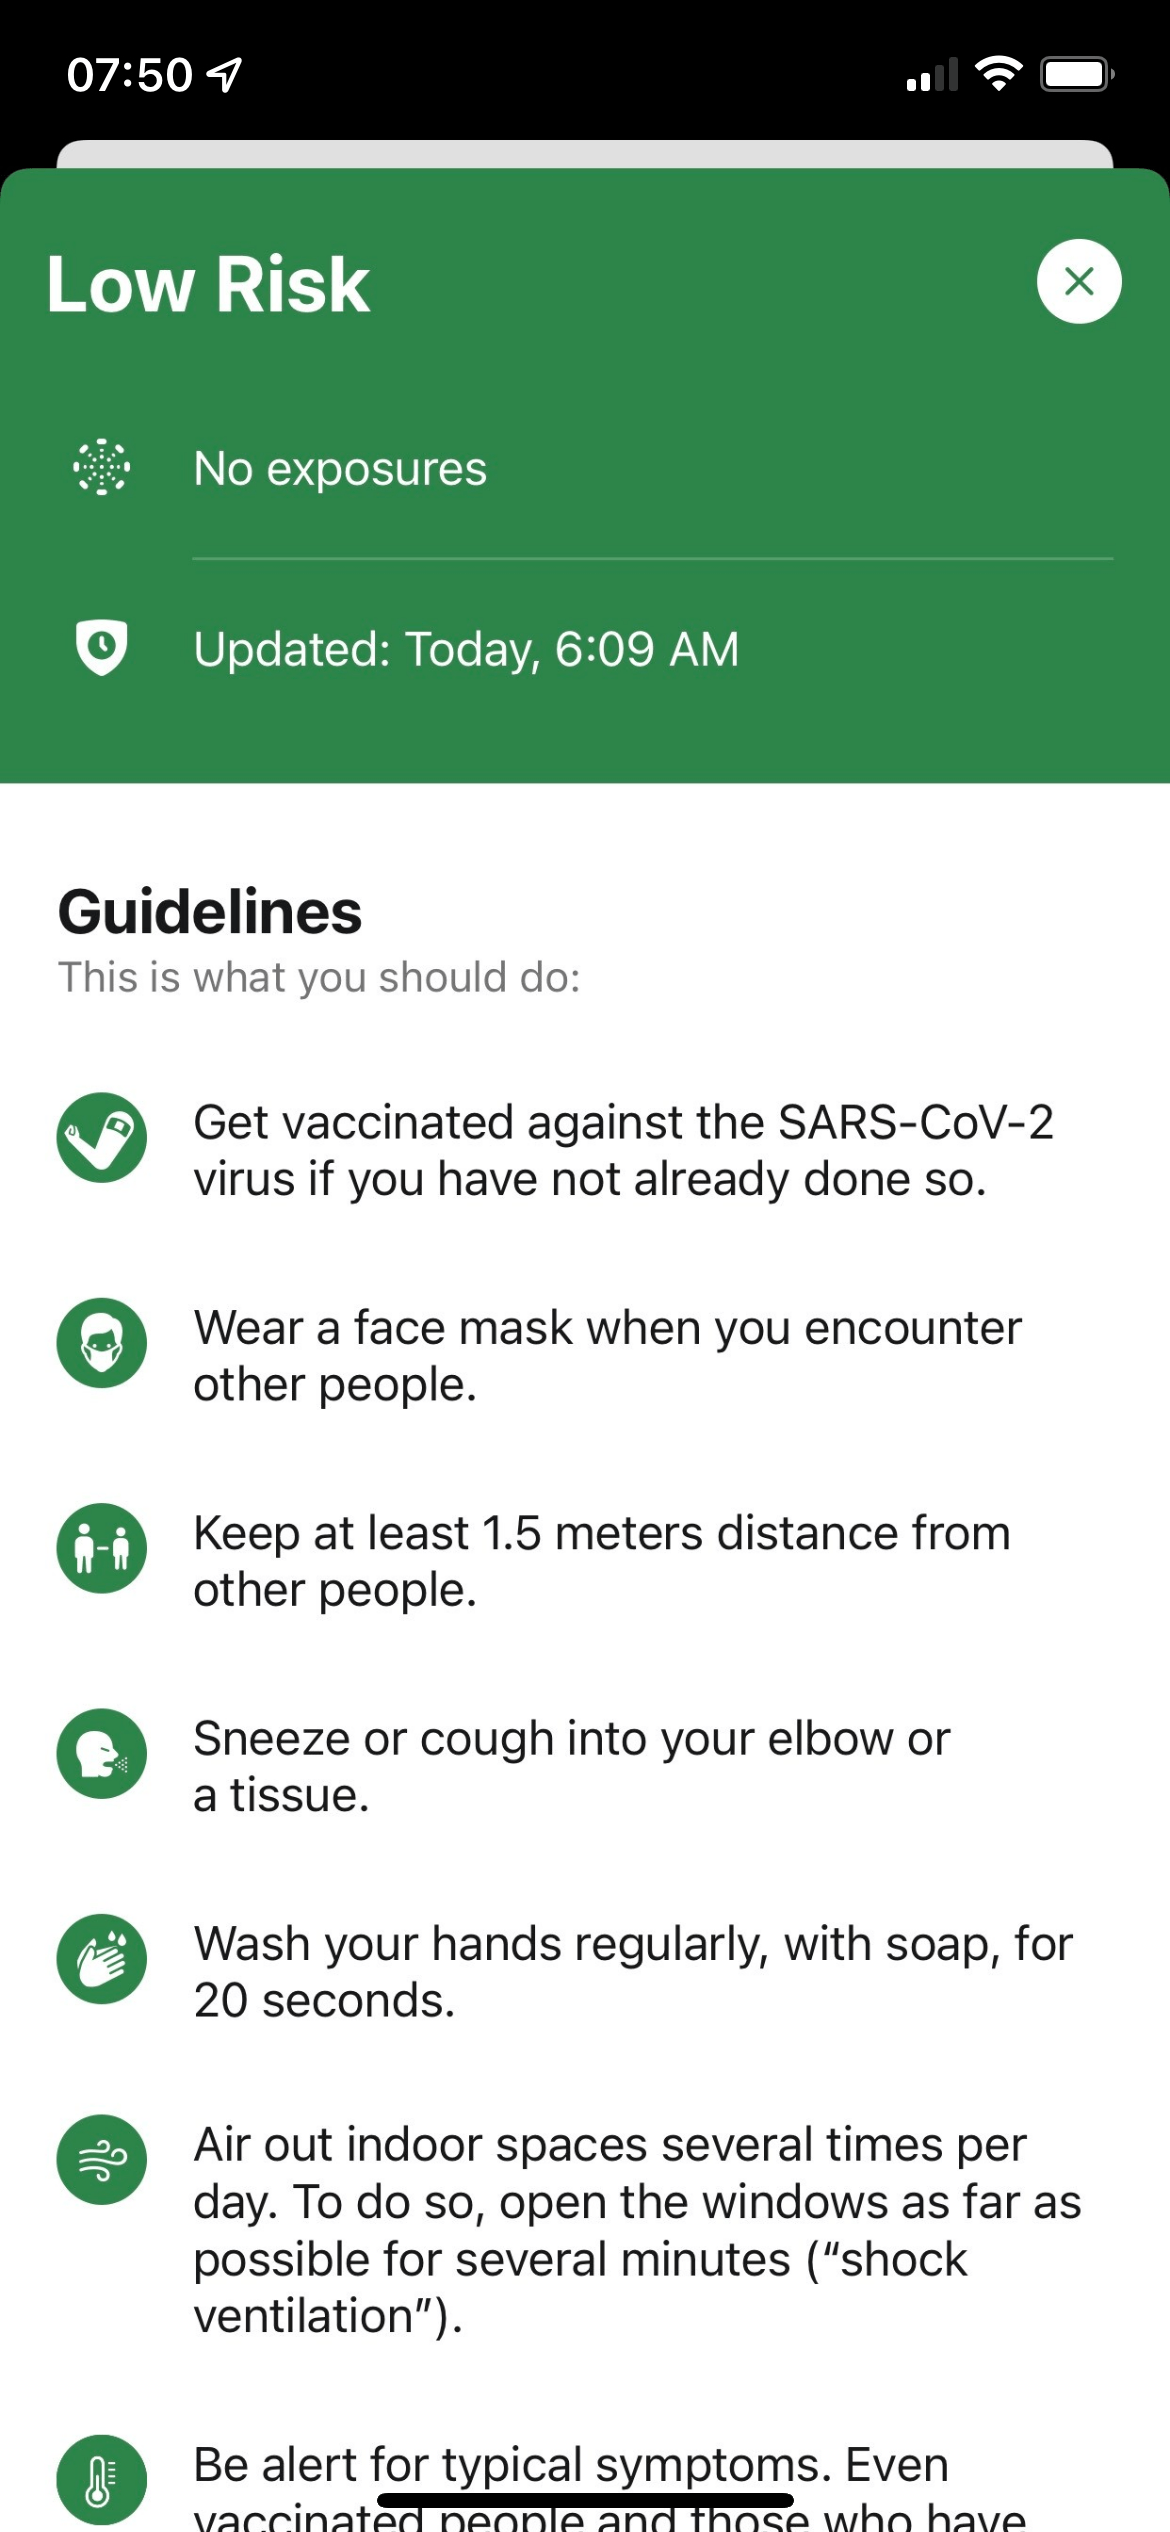 07:50
Low Risk
No exposures
Updated: Today, 6:09 AM
Guidelines
This is what you should do:
Get vaccinated against the SARS-CoV-2
virus if you have not already done so.
Wear a face mask when you encounter
other people.
Keep at least 1.5 meters distance from
other people.
Sneeze or cough into your elbow or
a tissue.
Wash your hands regularly, with soap, for
20 seconds.
Air out indoor spaces several times per
day. To do so, open the windows as far as
possible for several minutes (“shock
ventilation”).
Be alert for typical symptoms. Even
vaccinated people and those who have